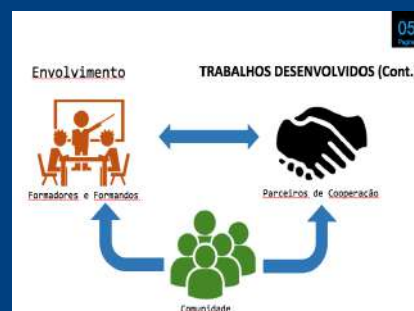 05
Envolvimento
TRABALHOS DESENVOLVIDOS (Cont.
Formadores e Formandos
Parceiros de Cooperação
Comunidade